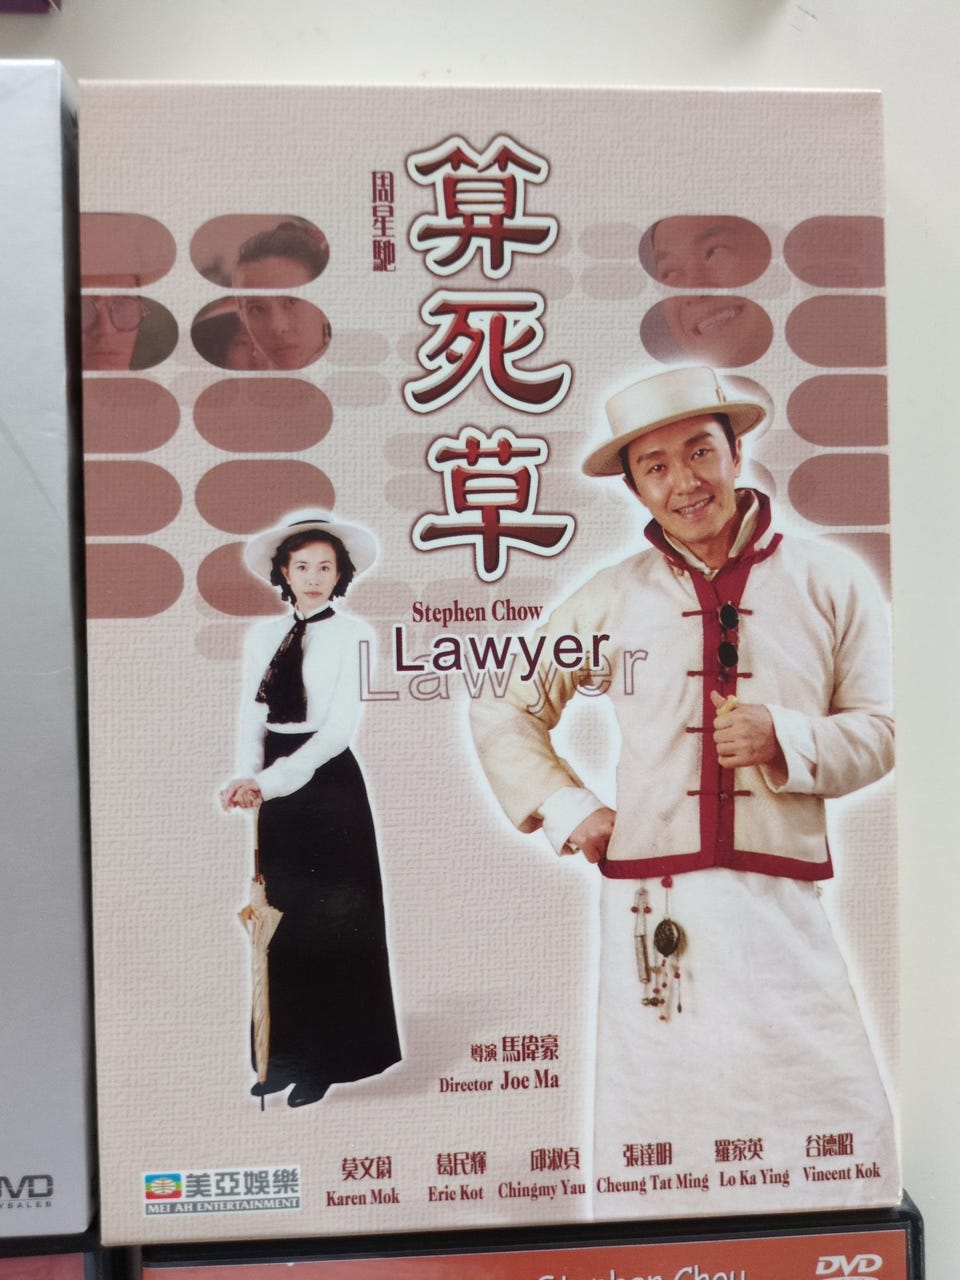 周星馳
算死草
Stephen Chow
Lawyer
Lawyer
導演 馬偉豪
Director Joe Ma
莫文蔚 葛民輝 邱淑貞 張達明 羅家英 谷德昭
Karen Mok Eric Kot Chingmy Yau Cheung Tat Ming Lo Ka Ying Vincent Kok
美亞娛樂
MEI AH ENTERTAINMENT
Stephen Chou
DVD